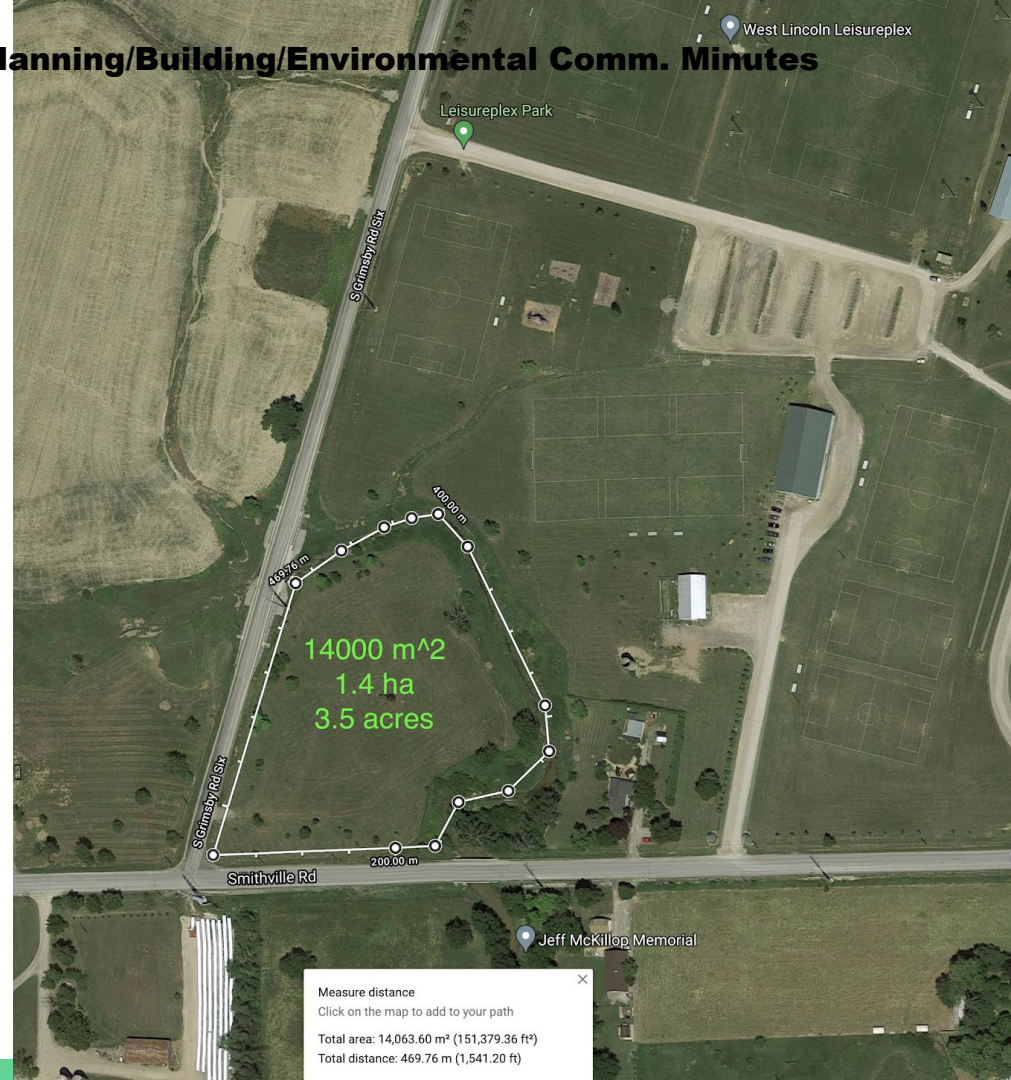 West Lincoln Leisureplex
lanning/Building/Environmental Comm. Minutes
Leisureplex Park
S Grimsby Rd Six
400.00 m
469.76 m
14000 m^2
1.4 ha
3.5 acres
S Grimsby Rd Six
200.00 m
Smithville Rd
Jeff McKillop Memorial
Measure distance
Click on the map to add to your path
Total area: 14,063.60 m² (151,379.36 ft²)
Total distance: 469.76 m (1,541.20 ft)